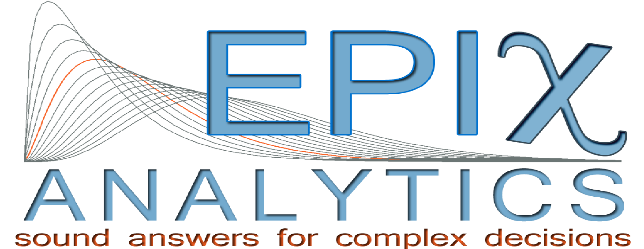 EPIX
ANALYTICS
sound answers for complex decisions